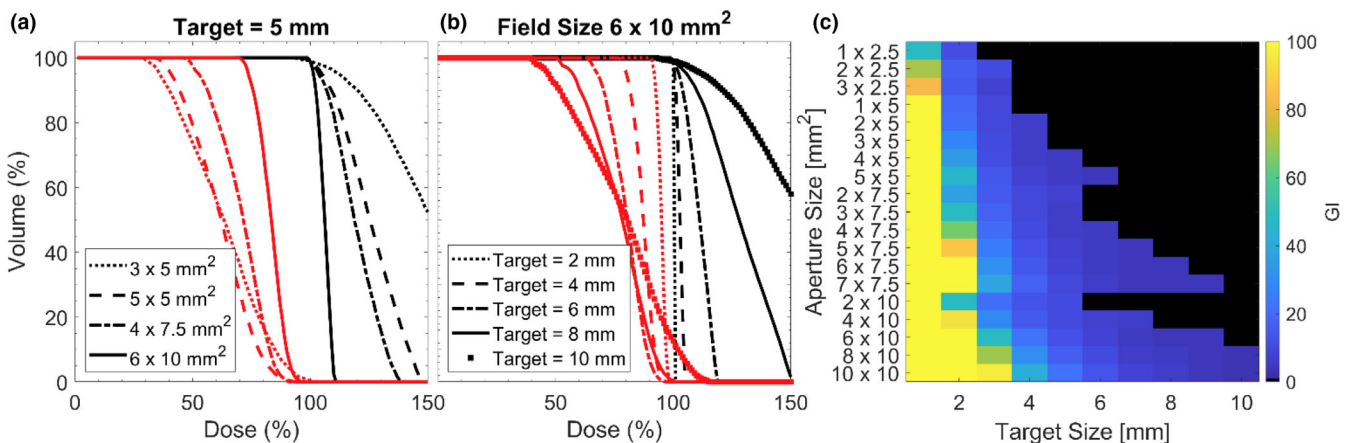 (a)
Target = 5 mm
Volume (%)
100
80
60
40
20
0
3 x 5 mm²
5 x 5 mm²
4 x 7.5 mm²
6 x 10 mm²
0
50
100
150
Dose (%)
(b)
Field Size 6 x 10 mm²
Target = 2 mm
Target = 4 mm
Target = 6 mm
Target = 8 mm
Target = 10 mm
50
100
150
Dose (%)
(c)
Aperture Size [mm²]
1 x 2.5
2 x 2.5
3 x 2.5
1 x 5
2 x 5
3 x 5
4 x 5
5 x 5
2 x 7.5
3 x 7.5
4 x 7.5
5 x 7.5
6 x 7.5
7 x 7.5
2 x 10
4 x 10
6 x 10
8 x 10
10 x 10
2
4
6
8
10
Target Size [mm]
100
80
60
40
20
0
GI